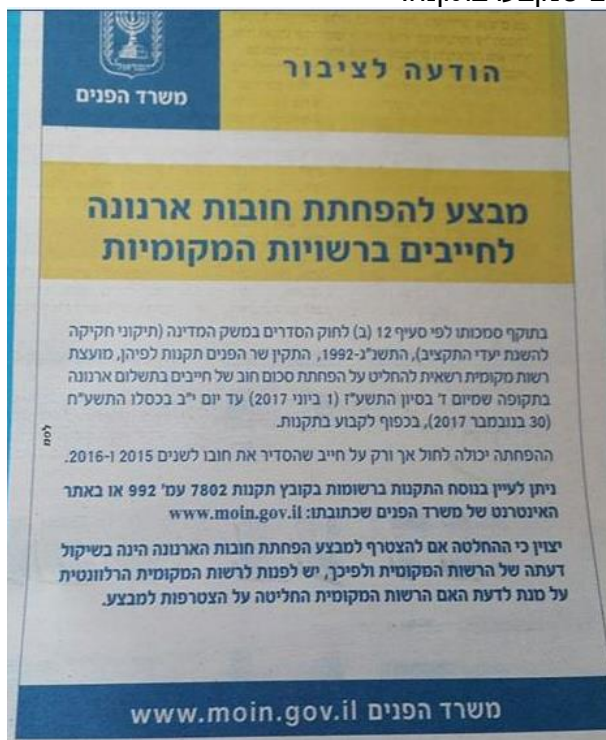 הודעה לציבור
משרד הפנים
מבצע להפחתת חובות ארנונה
לחייבים ברשויות המקומיות
בתוקף סמכותו לפי סעיף 12 (ב) לחוק הסדרים במשק המדינה (תיקוני חקיקה
להשגת יעדי התקציב), התשנ"ג-1992, התקין שר הפנים תקנות לפיהן, מועצת
רשות מקומית רשאית להחליט על הפחתת סכום חוב של חייבים בתשלום ארנונה
בתקופה שמיום ז' בסיון התשע"ז (1 ביוני 2017) עד יום י"ב בכסלו התשע"ח
(30 בנובמבר 2017), בכפוף לקבוע בתקנות.
ההפחתה יכולה לחול אך ורק על חייב שהסדיר את חובו לשנים 2015 ו-2016.
ניתן לעיין בנוסח התקנות ברשומות בקובץ תקנות 7802 עמ' 992 או באתר
האינטרנט של משרד הפנים שכתובתו: www.moin.gov.il
יצוין כי ההחלטה אם להצטרף למבצע הפחתת חובות הארנונה הינה בשיקול
דעתה של הרשות המקומית ולפיכך, יש לפנות לרשות המקומית הרלוונטית
על מנת לדעת האם הרשות המקומית החליטה על הצטרפות למבצע.
לפמ
משרד הפנים www.moin.gov.il